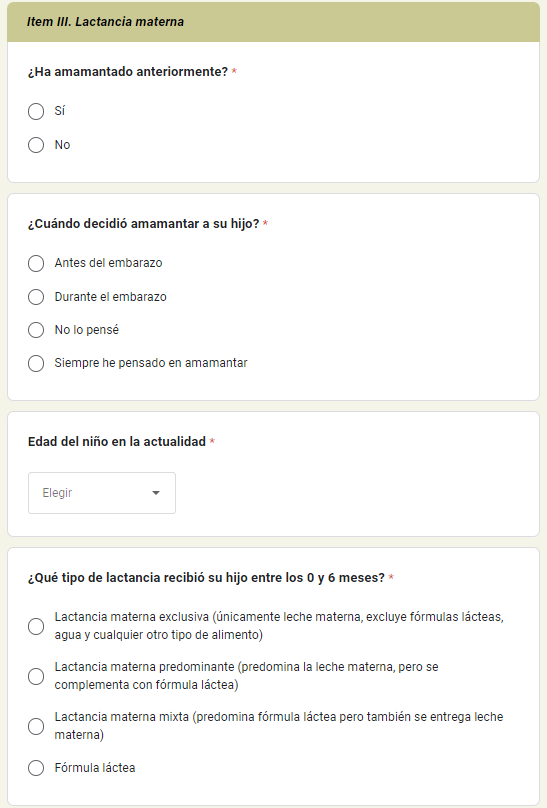 Item III. Lactancia materna
¿Ha amamantado anteriormente? *
Sí
No
¿Cuándo decidió amamantar a su hijo? *
Antes del embarazo
Durante el embarazo
No lo pensé
Siempre he pensado en amamantar
Edad del niño en la actualidad *
Elegir
¿Qué tipo de lactancia recibió su hijo entre los 0 y 6 meses? *
Lactancia materna exclusiva (únicamente leche materna, excluye fórmulas lácteas,
agua y cualquier otro tipo de alimento)
Lactancia materna predominante (predomina la leche materna, pero se
complementa con fórmula láctea)
Lactancia materna mixta (predomina fórmula láctea pero también se entrega leche
materna)
Fórmula láctea